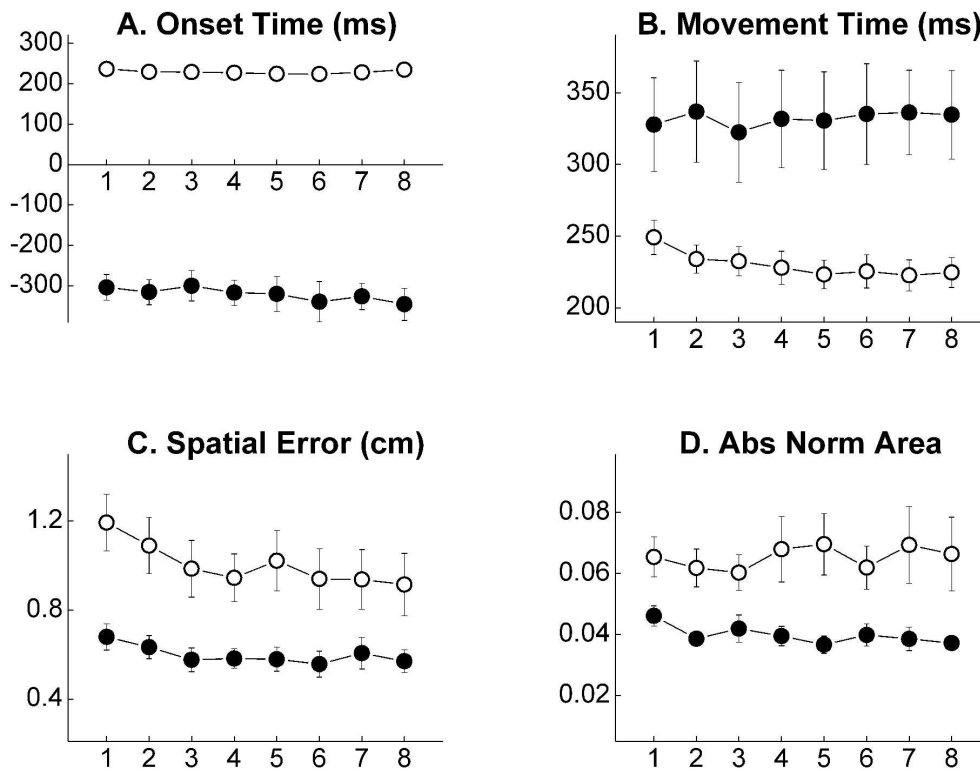 A. Onset Time (ms)
300
200
100
0
1 2 3 4 5 6 7 8
-100
-200
-300
B. Movement Time (ms)
350
300
250
200
1 2 3 4 5 6 7 8
C. Spatial Error (cm)
1.2
0.8
0.4
1 2 3 4 5 6 7 8
D. Abs Norm Area
0.08
0.06
0.04
0.02
1 2 3 4 5 6 7 8